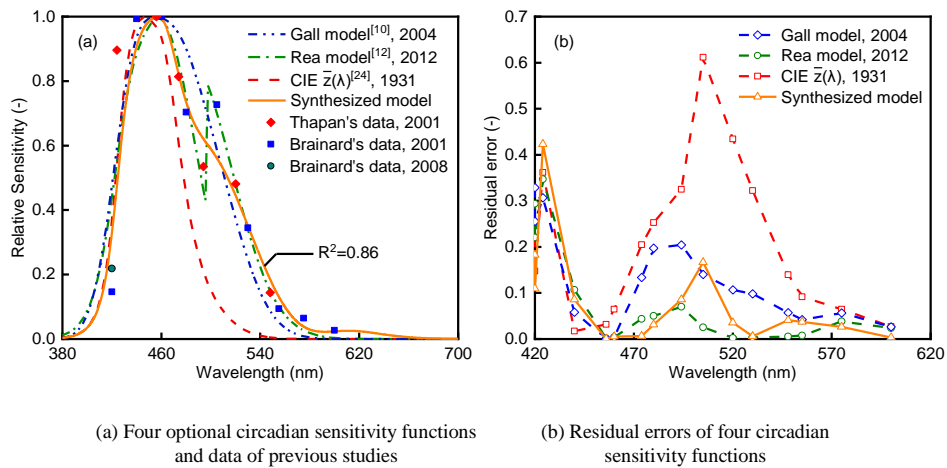 (a)
Gall model[10], 2004
Rea model[12], 2012
CIE z̅(λ)[24], 1931
Synthesized model
Thapan's data, 2001
Brainard's data, 2001
Brainard's data, 2008
R²=0.86
Relative Sensitivity (-)
1.0
0.8
0.6
0.4
0.2
0.0
380 460 540 620 700
Wavelength (nm)
(b)
Gall model, 2004
Rea model, 2012
CIE z̅(λ), 1931
Synthesized model
Residual error (-)
0.7
0.6
0.5
0.4
0.3
0.2
0.1
0.0
420 470 520 570 620
Wavelength (nm)
(a) Four optional circadian sensitivity functions
and data of previous studies
(b) Residual errors of four circadian
sensitivity functions